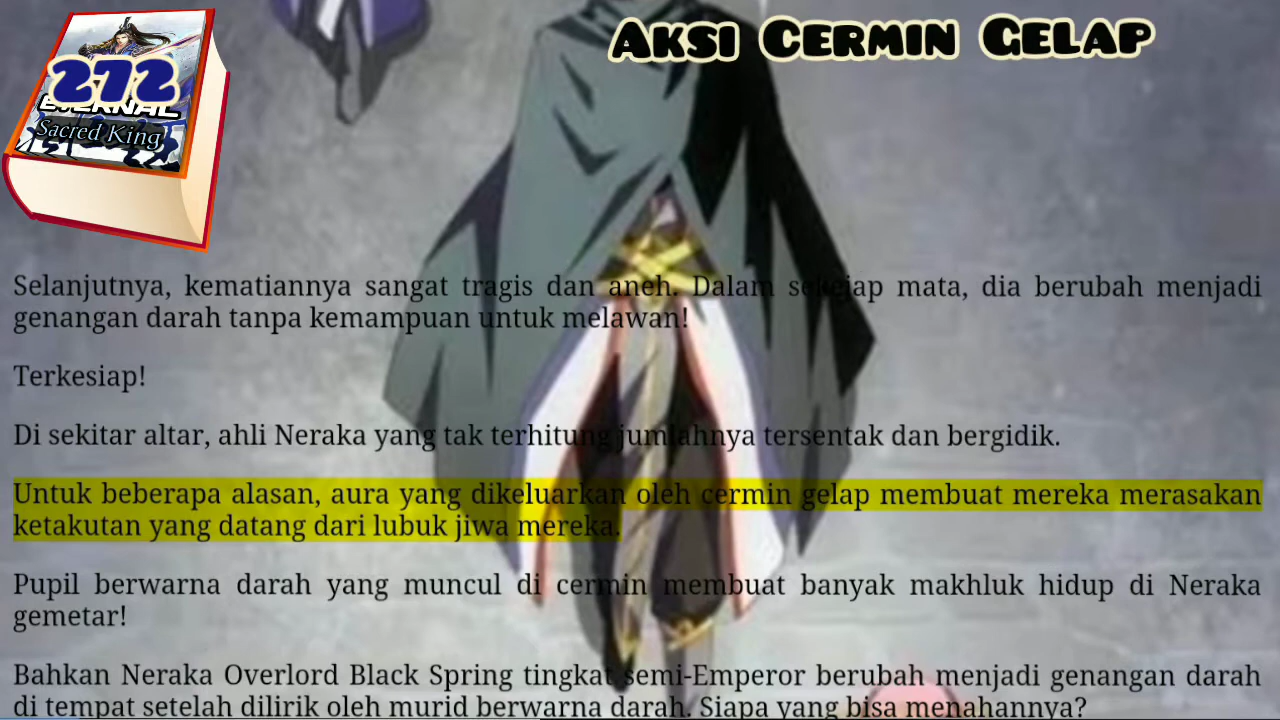 Aksi Cermin Gelap
272
ETERNAL
Sacred King
Selanjutnya, kematiannya sangat tragis dan aneh. Dalam sekejap mata, dia berubah menjadi
genangan darah tanpa kemampuan untuk melawan!
Terkesiap!
Di sekitar altar, ahli Neraka yang tak terhitung jumlahnya tersentak dan bergidik.
Untuk beberapa alasan, aura yang dikeluarkan oleh cermin gelap membuat mereka merasakan
ketakutan yang datang dari lubuk jiwa mereka.
Pupil berwarna darah yang muncul di cermin membuat banyak makhluk hidup di Neraka
gemetar!
Bahkan Neraka Overlord Black Spring tingkat semi-Emperor berubah menjadi genangan darah
di tempat setelah dilirik oleh murid berwarna darah. Siapa yang bisa menahannya?